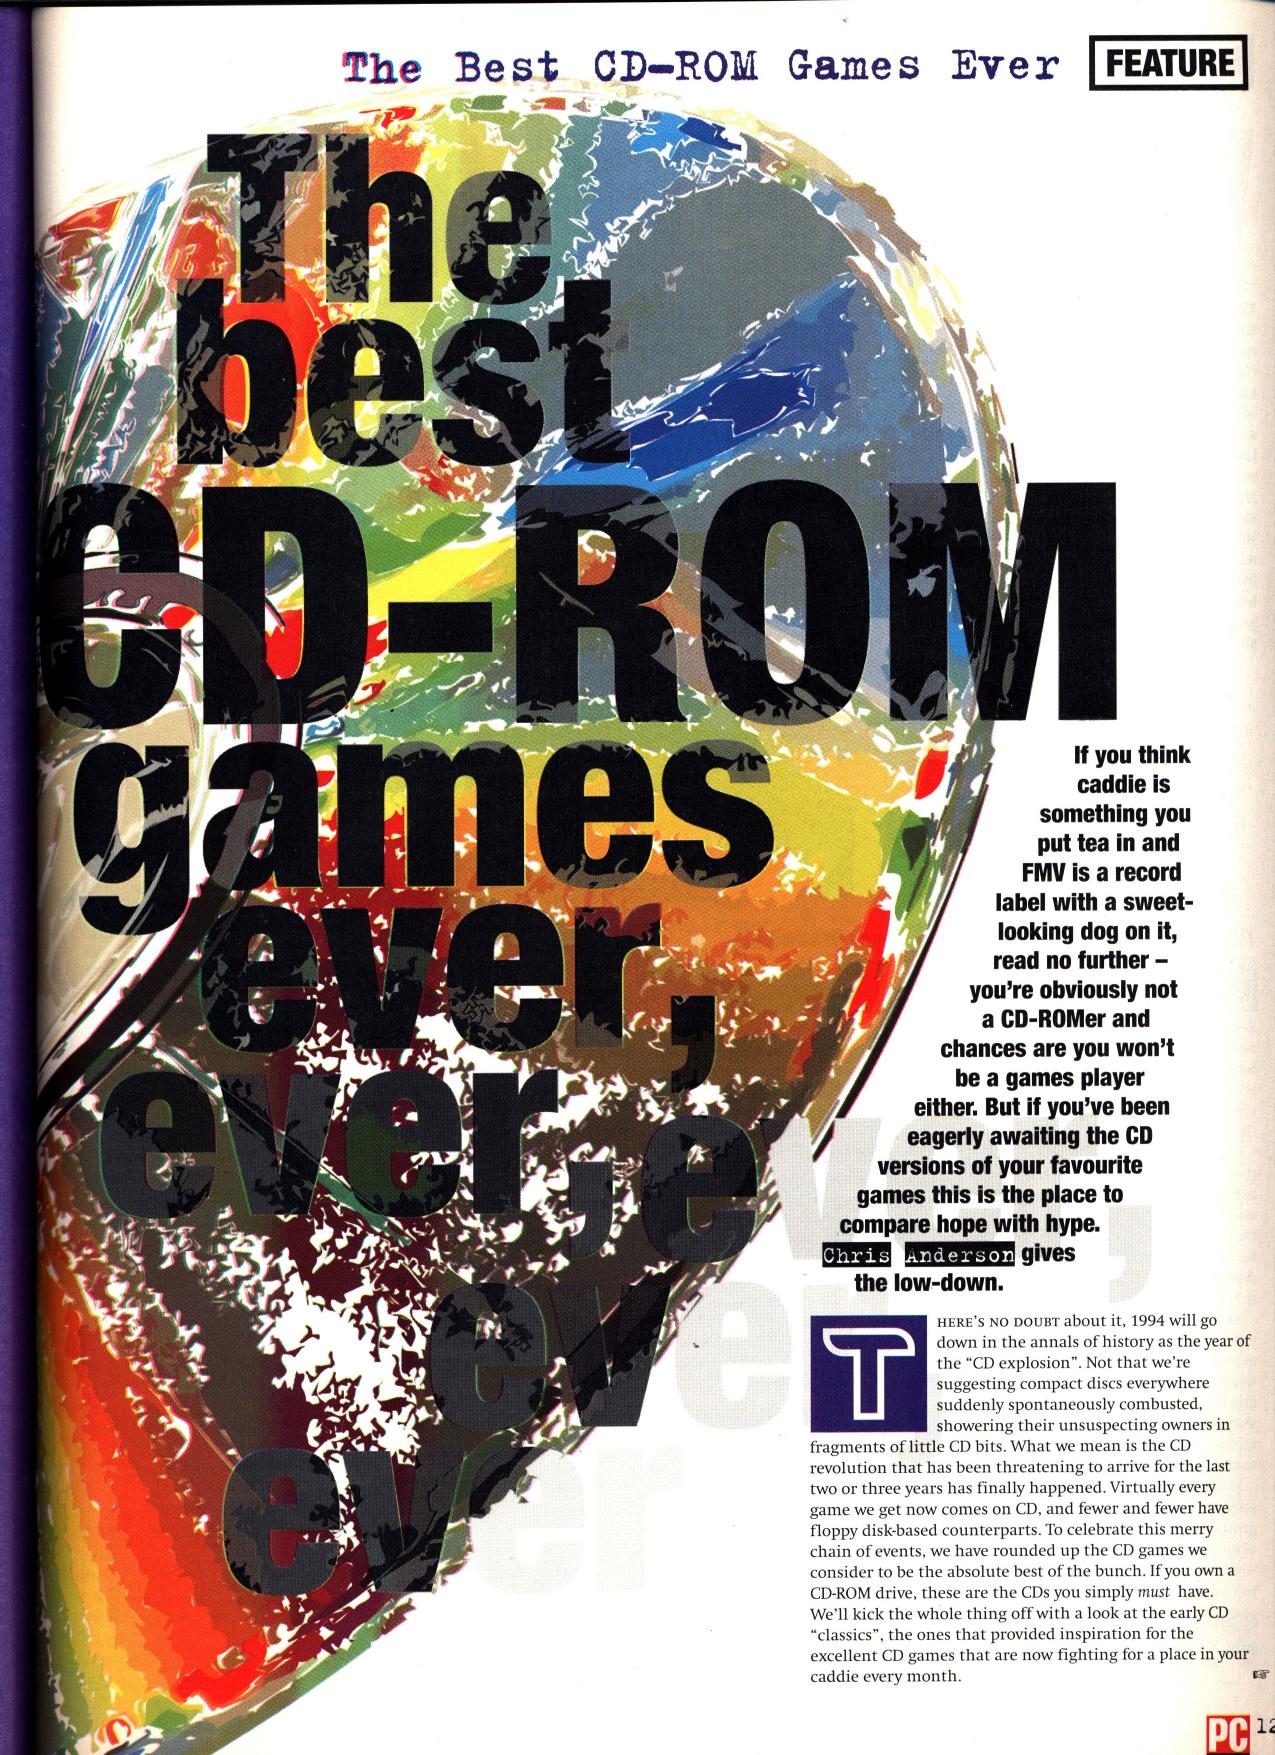 The Best CD-ROM Games Ever
FEATURE
The
best
CD-ROM
games
ever,
ever, ever,
ever
ever
If you think
caddie is
something you
put tea in and
FMV is a record
label with a sweet-
looking dog on it,
read no further –
you're obviously not
a CD-ROMer and
chances are you won't
be a games player
either. But if you've been
eagerly awaiting the CD
versions of your favourite
games this is the place to
compare hope with hype.
Chris Anderson gives
the low-down.
THERE'S NO DOUBT about it, 1994 will go
down in the annals of history as the year of
the “CD explosion”. Not that we're
suggesting compact discs everywhere
suddenly spontaneously combusted,
showering their unsuspecting owners in
fragments of little CD bits. What we mean is the CD
revolution that has been threatening to arrive for the last
two or three years has finally happened. Virtually every
game we get now comes on CD, and fewer and fewer have
floppy disk-based counterparts. To celebrate this merry
chain of events, we have rounded up the CD games we
consider to be the absolute best of the bunch. If you own a
CD-ROM drive, these are the CDs you simply must have.
We'll kick the whole thing off with a look at the early CD
“classics”, the ones that provided inspiration for the
excellent CD games that are now fighting for a place in your
caddie every month.
PC